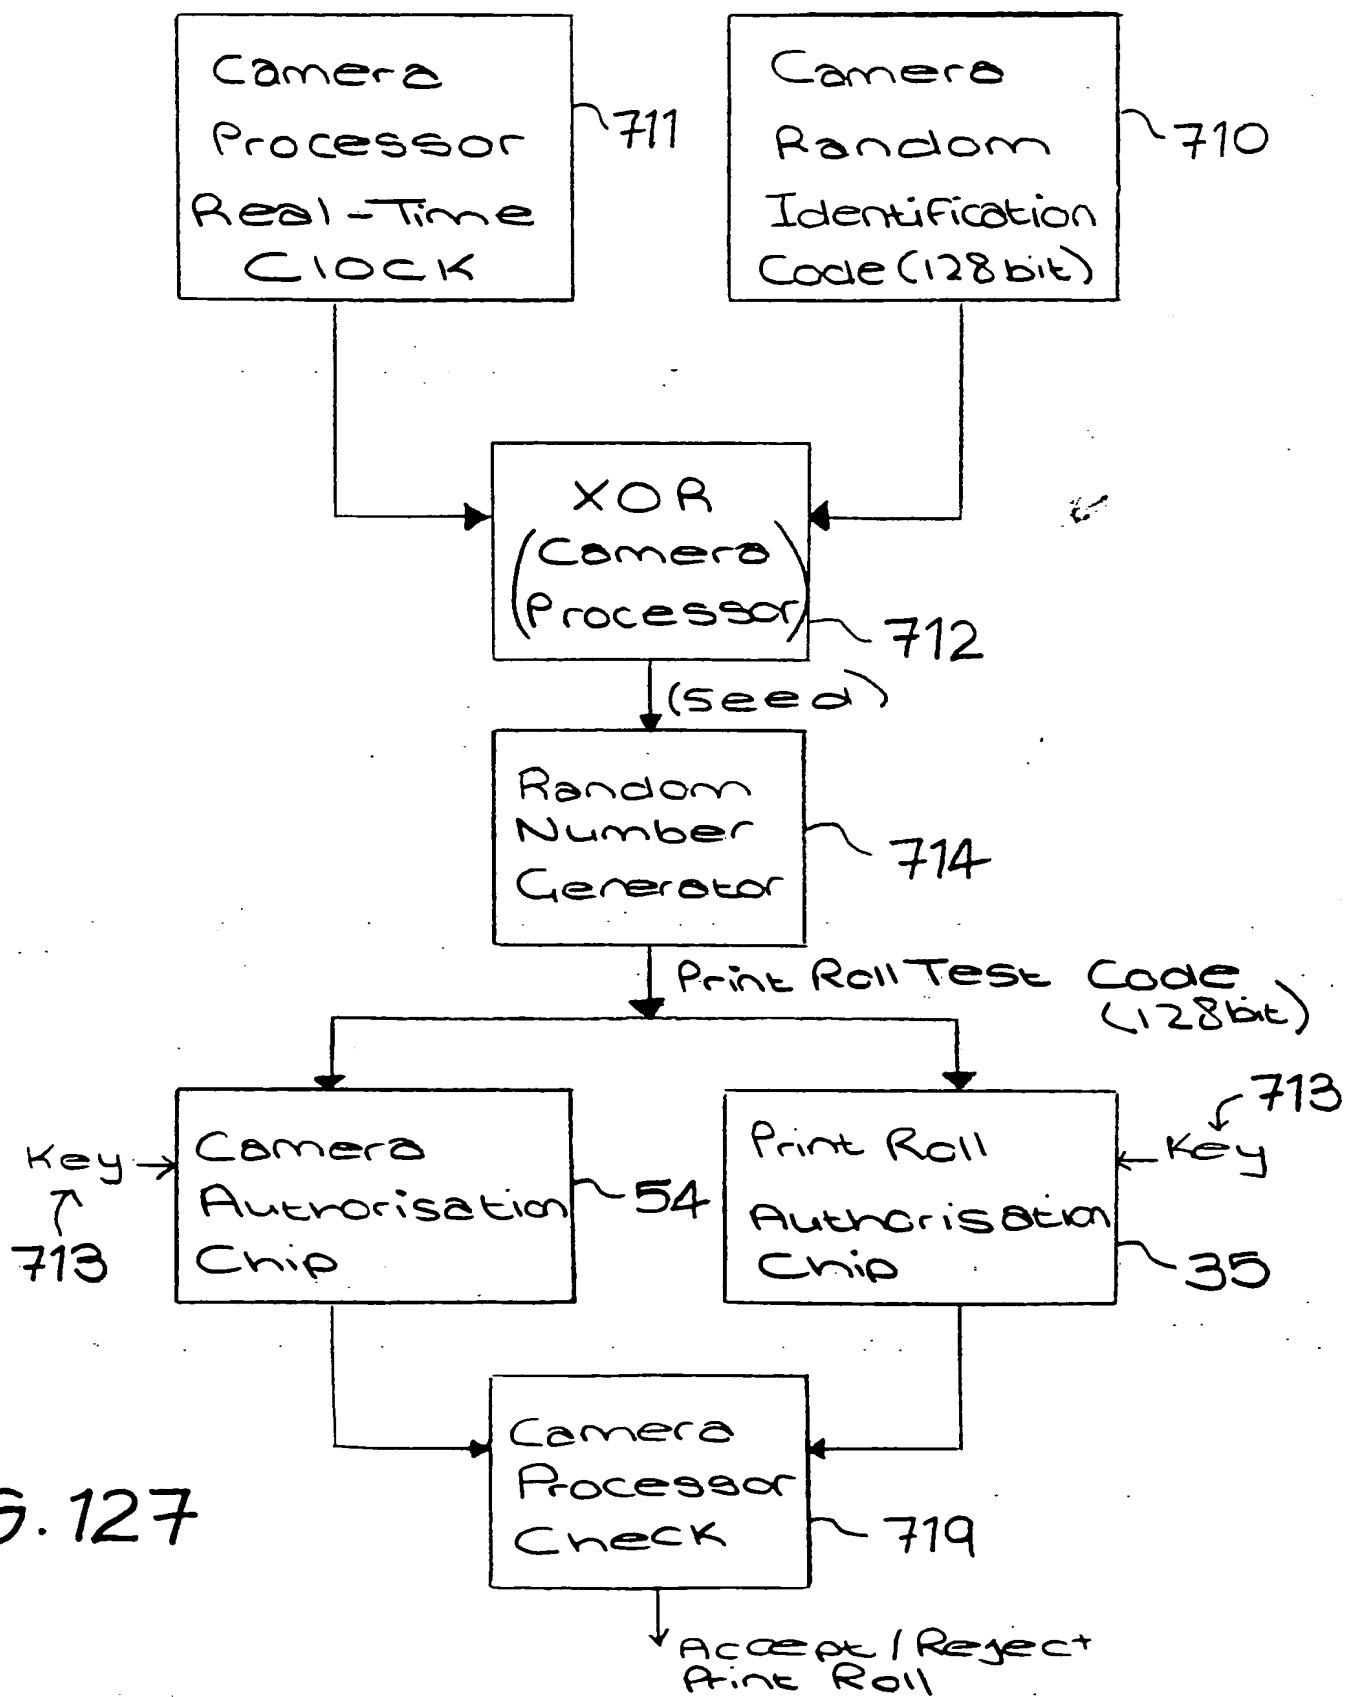 Camera
Processor
Real-Time
Clock
711
Camera
Random
Identification
Code (128 bit)
710
XOR
(Camera
Processor)
712
(seed)
Random
Number
Generator
714
Print Roll Test Code
(128 bit)
Key
713
Camera
Authorisation
Chip
54
Print Roll
Authorisation
Chip
35
713
Key
Camera
Processor
Check
719
G. 127
Accept / Reject
Print Roll